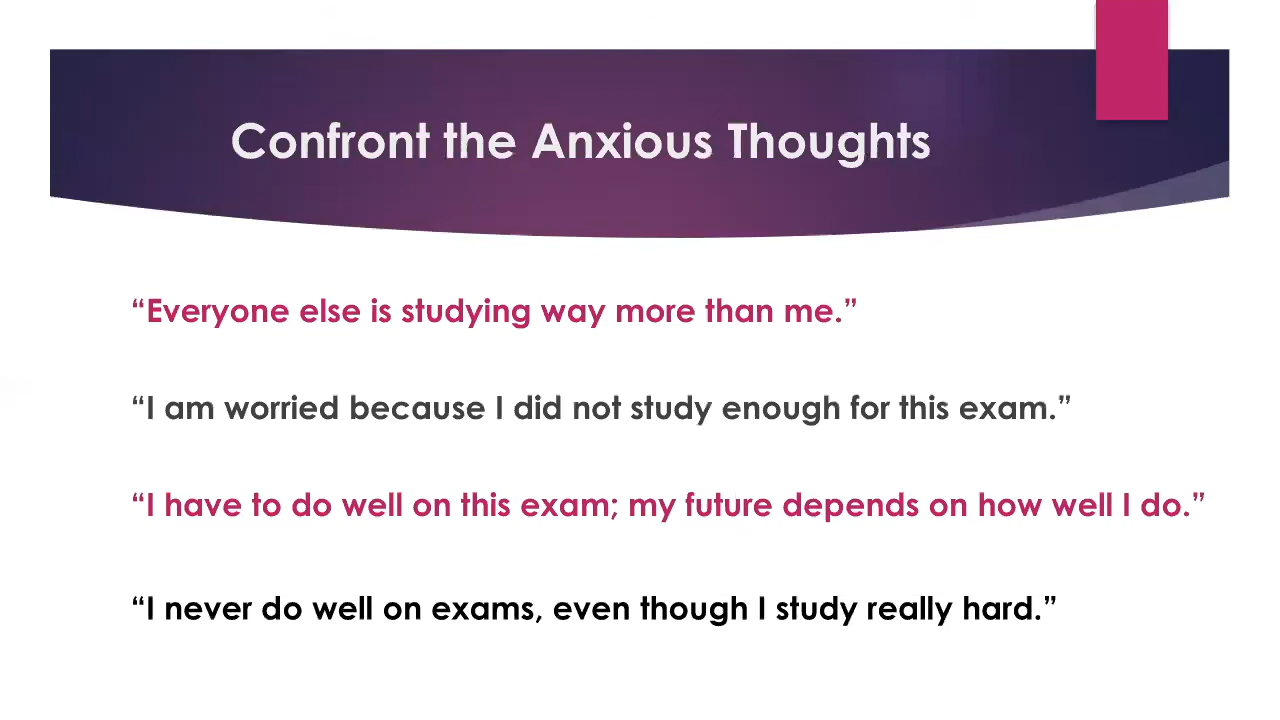 Confront the Anxious Thoughts
“Everyone else is studying way more than me.”
“I am worried because I did not study enough for this exam.”
“I have to do well on this exam; my future depends on how well I do.”
“I never do well on exams, even though I study really hard.”